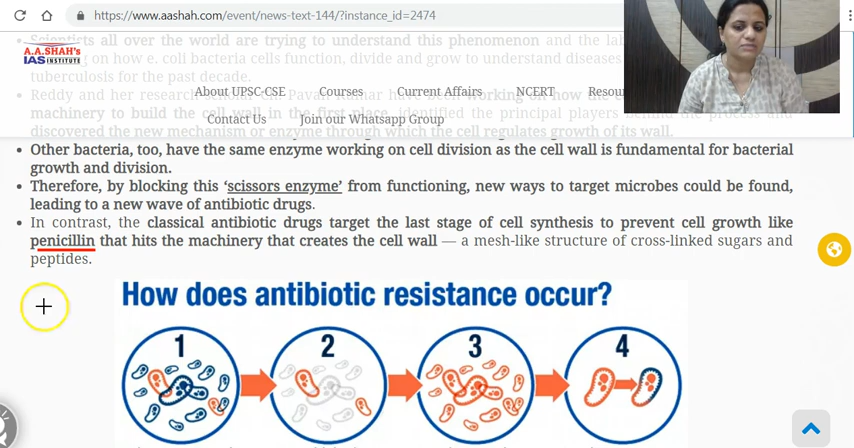 https://www.aashah.com/event/news-text-144/?instance_id=2474
Scientists all over the world are trying to understand this phenomenon and the lab
A.A.SHAH's
IAS INSTITUTE
on how e. coli bacteria cells function, divide and grow to understand diseases
tuberculosis for the past decade.
About UPSC-CSE Courses Current Affairs NCERT Resou
Reddy and her research working on how the
machinery to build the cell wall in the first place, identified the principal players behind the process and
Contact Us Join our Whatsapp Group
discovered the new mechanism or enzyme through which the cell regulates growth of its wall.
Other bacteria, too, have the same enzyme working on cell division as the cell wall is fundamental for bacterial
growth and division.
Therefore, by blocking this ‘scissors enzyme’ from functioning, new ways to target microbes could be found,
leading to a new wave of antibiotic drugs.
In contrast, the classical antibiotic drugs target the last stage of cell synthesis to prevent cell growth like
penicillin that hits the machinery that creates the cell wall — a mesh-like structure of cross-linked sugars and
peptides.
How does antibiotic resistance occur?
1 2 3 4